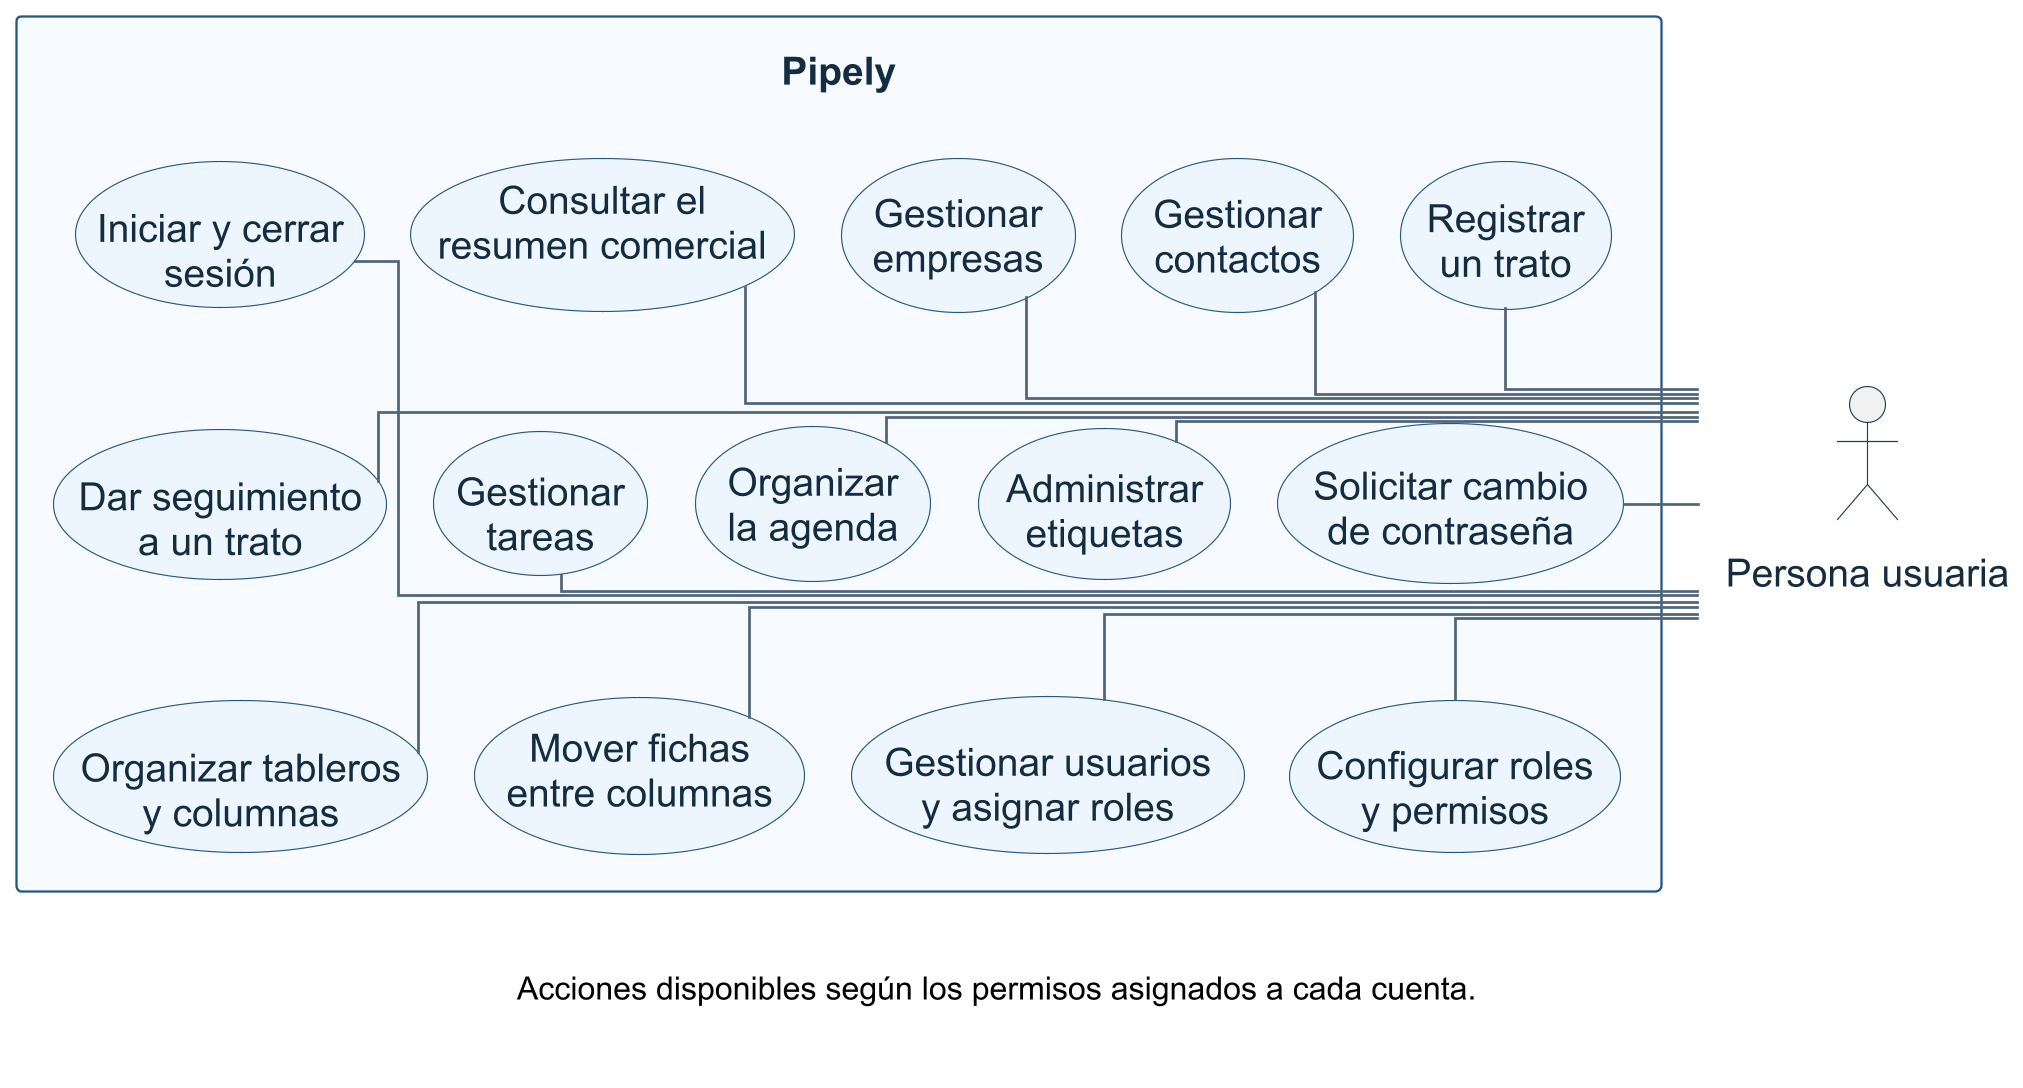 Pipely
Iniciar y cerrar
sesión
Consultar el
resumen comercial
Gestionar
empresas
Gestionar
contactos
Registrar
un trato
Dar seguimiento
a un trato
Gestionar
tareas
Organizar
la agenda
Administrar
etiquetas
Solicitar cambio
de contraseña
Persona usuaria
Organizar tableros
y columnas
Mover fichas
entre columnas
Gestionar usuarios
y asignar roles
Configurar roles
y permisos
Acciones disponibles según los permisos asignados a cada cuenta.